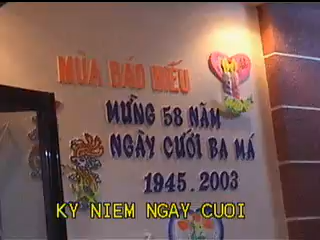 MÙA BÁO HIẾU
MỪNG 58 NĂM
NGÀY CƯỚI BA MÁ
1945.2003
KY NIEM NGAY CUOI